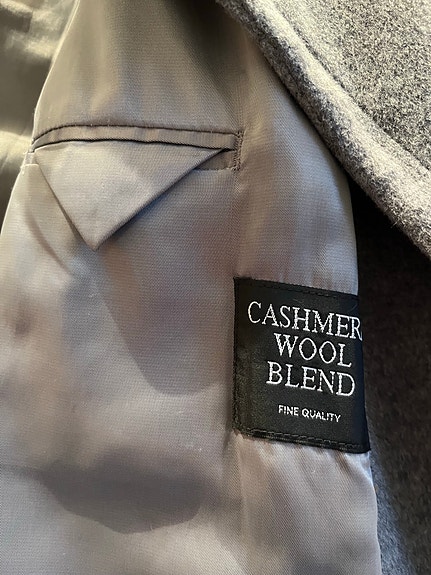 CASHMER
WOOL
BLEND
FINE QUALITY